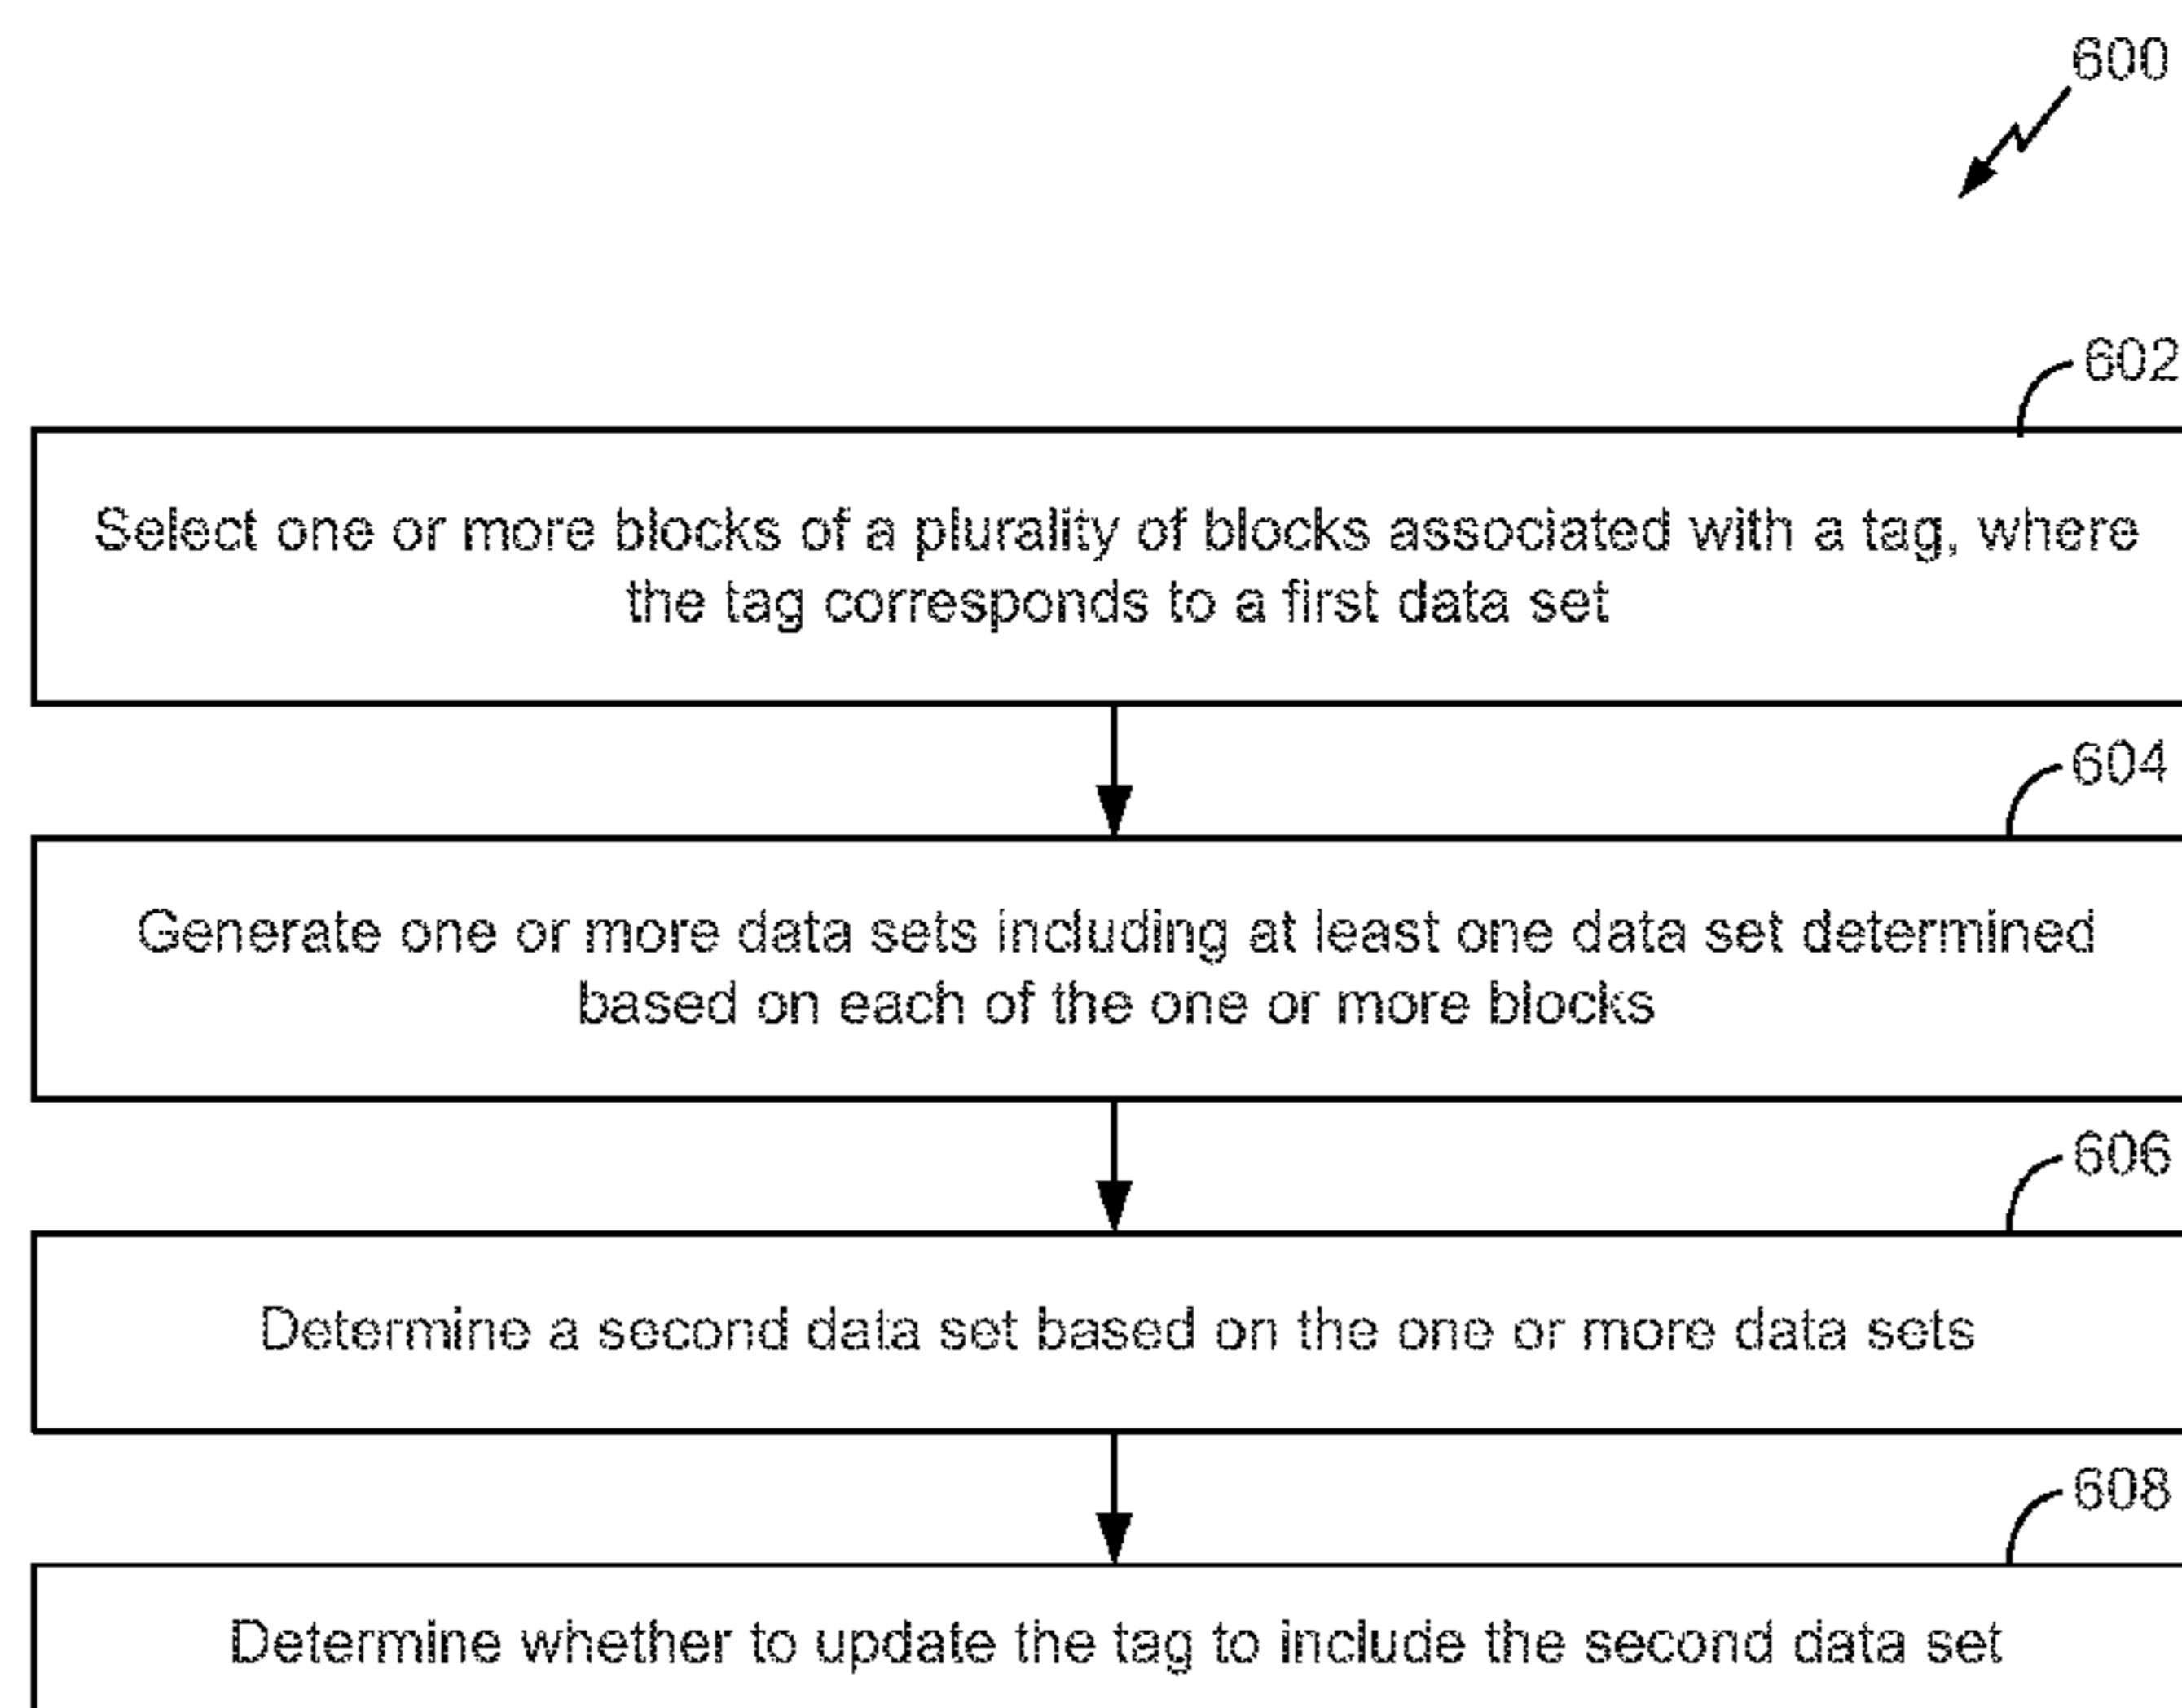 600
602
Select one or more blocks of a plurality of blocks associated with a tag, where
the tag corresponds to a first data set
604
Generate one or more data sets including at least one data set determined
based on each of the one or more blocks
606
Determine a second data set based on the one or more data sets
608
Determine whether to update the tag to include the second data set